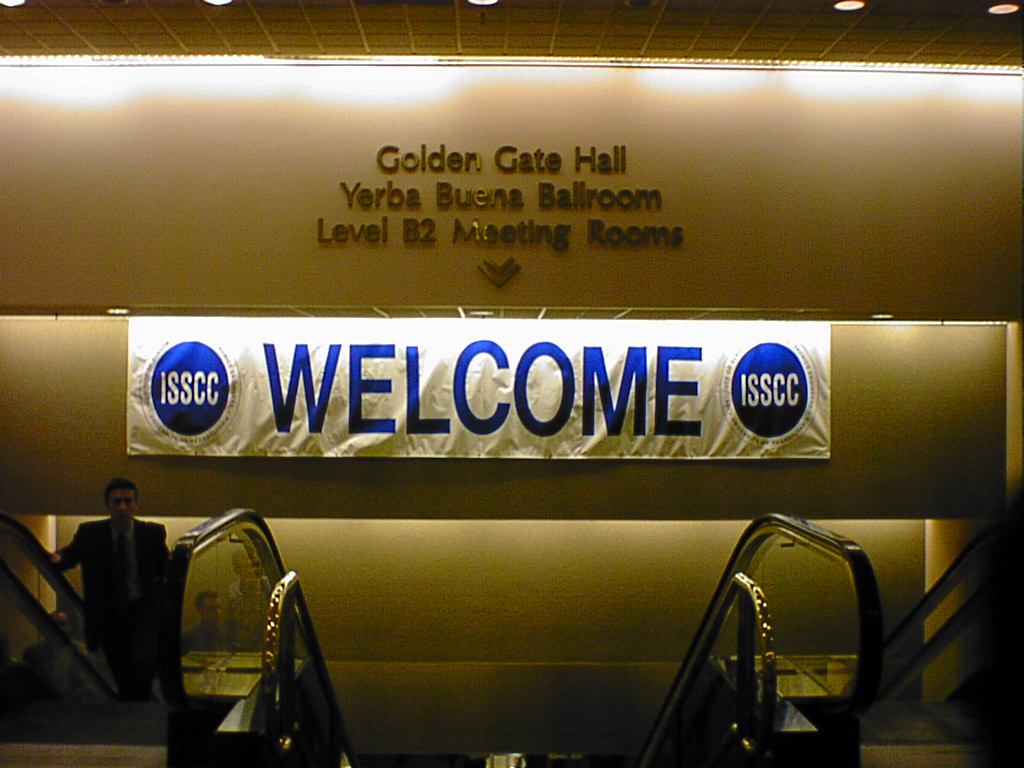 Golden Gate Hall
Yerba Buena Ballroom
Level B2 Meeting Rooms
ISSCC WELCOME ISSCC